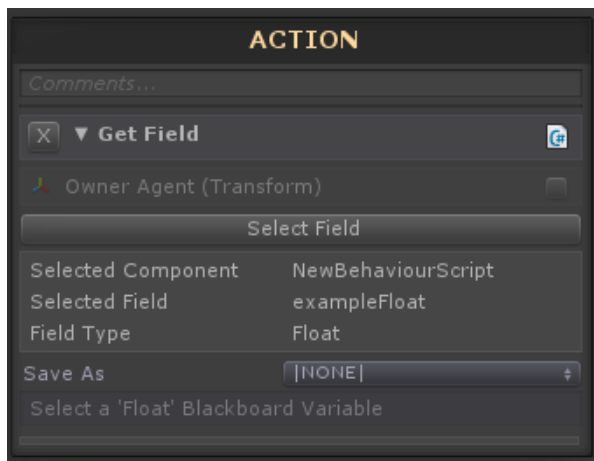 ACTION
Comments...
X ▼ Get Field C#
Owner Agent (Transform)
Select Field
Selected Component NewBehaviourScript
Selected Field exampleFloat
Field Type Float
Save As |NONE|
Select a 'Float' Blackboard Variable